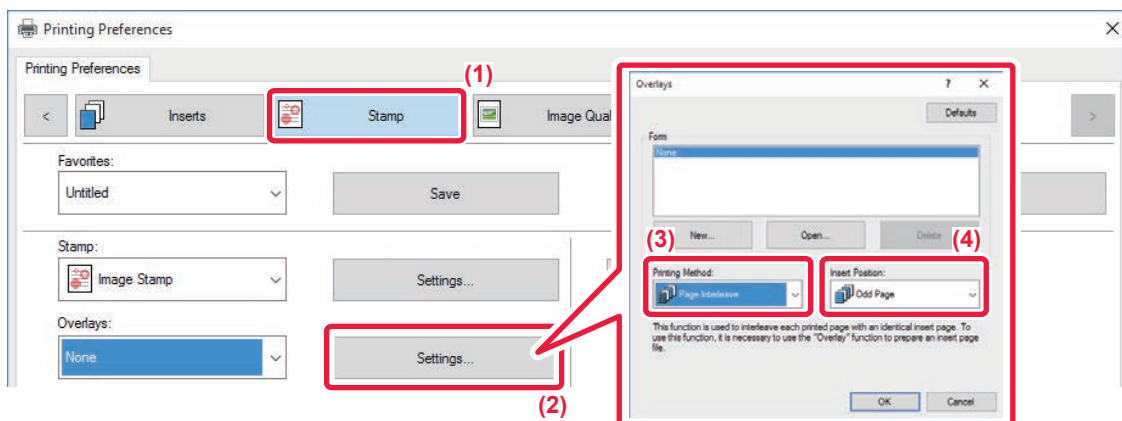 Printing Preferences
Printing Preferences
(1)
<
Inserts
Stamp
Image Qual
>
Favorites:
Untitled
Save
Stamp:
Image Stamp
Settings...
Overlays:
None
Settings...
(2)
Overlays
?
Defaults
Form
None
New...
Open...
Delete
(3)
(4)
Printing Method:
Page Interleave
Insert Position:
Odd Page
This function is used to interleave each printed page with an identical insert page. To
use this function, it is necessary to use the "Overlay" function to prepare an insert page
file.
OK
Cancel